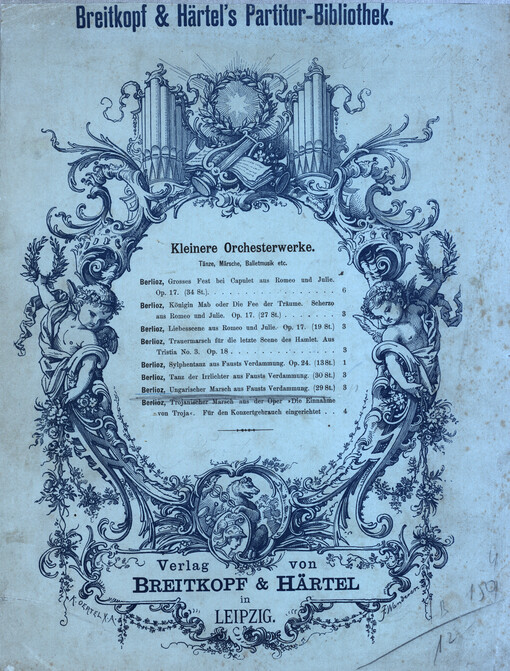 Breitkopf & Härtel's Partitur-Bibliothek.
Kleinere Orchesterwerke.
Tänze, Märsche, Balletmusik etc.
Berlioz, Grosses Fest bei Capulet aus Romeo und Julie.
Op. 17. (34 St.) . . . . . . . . . . . . 6
Berlioz, Königin Mab oder Die Fee der Träume. Scherzo
aus Romeo und Julie. Op. 17. (27 St.) . . . . . . 3
Berlioz, Liebesscene aus Romeo und Julie. Op. 17. (19 St.) 3
Berlioz, Trauermarsch für die letzte Scene des Hamlet. Aus
Tristia No. 3. Op. 18 . . . . . . . . . . . 3
Berlioz, Sylphentanz aus Fausts Verdammung. Op. 24. (13 St.) 1
Berlioz, Tanz der Irrlichter aus Fausts Verdammung. (30 St.) 3
Berlioz, Ungarischer Marsch aus Fausts Verdammung. (29 St.) 3
Berlioz, Trojanischer Marsch aus der Oper »Die Einnahme
von Troja«. Für den Konzertgebrauch eingerichtet . . 4
Verlag von
BREITKOPF & HÄRTEL
in
LEIPZIG.
K. OERTEL X.A.